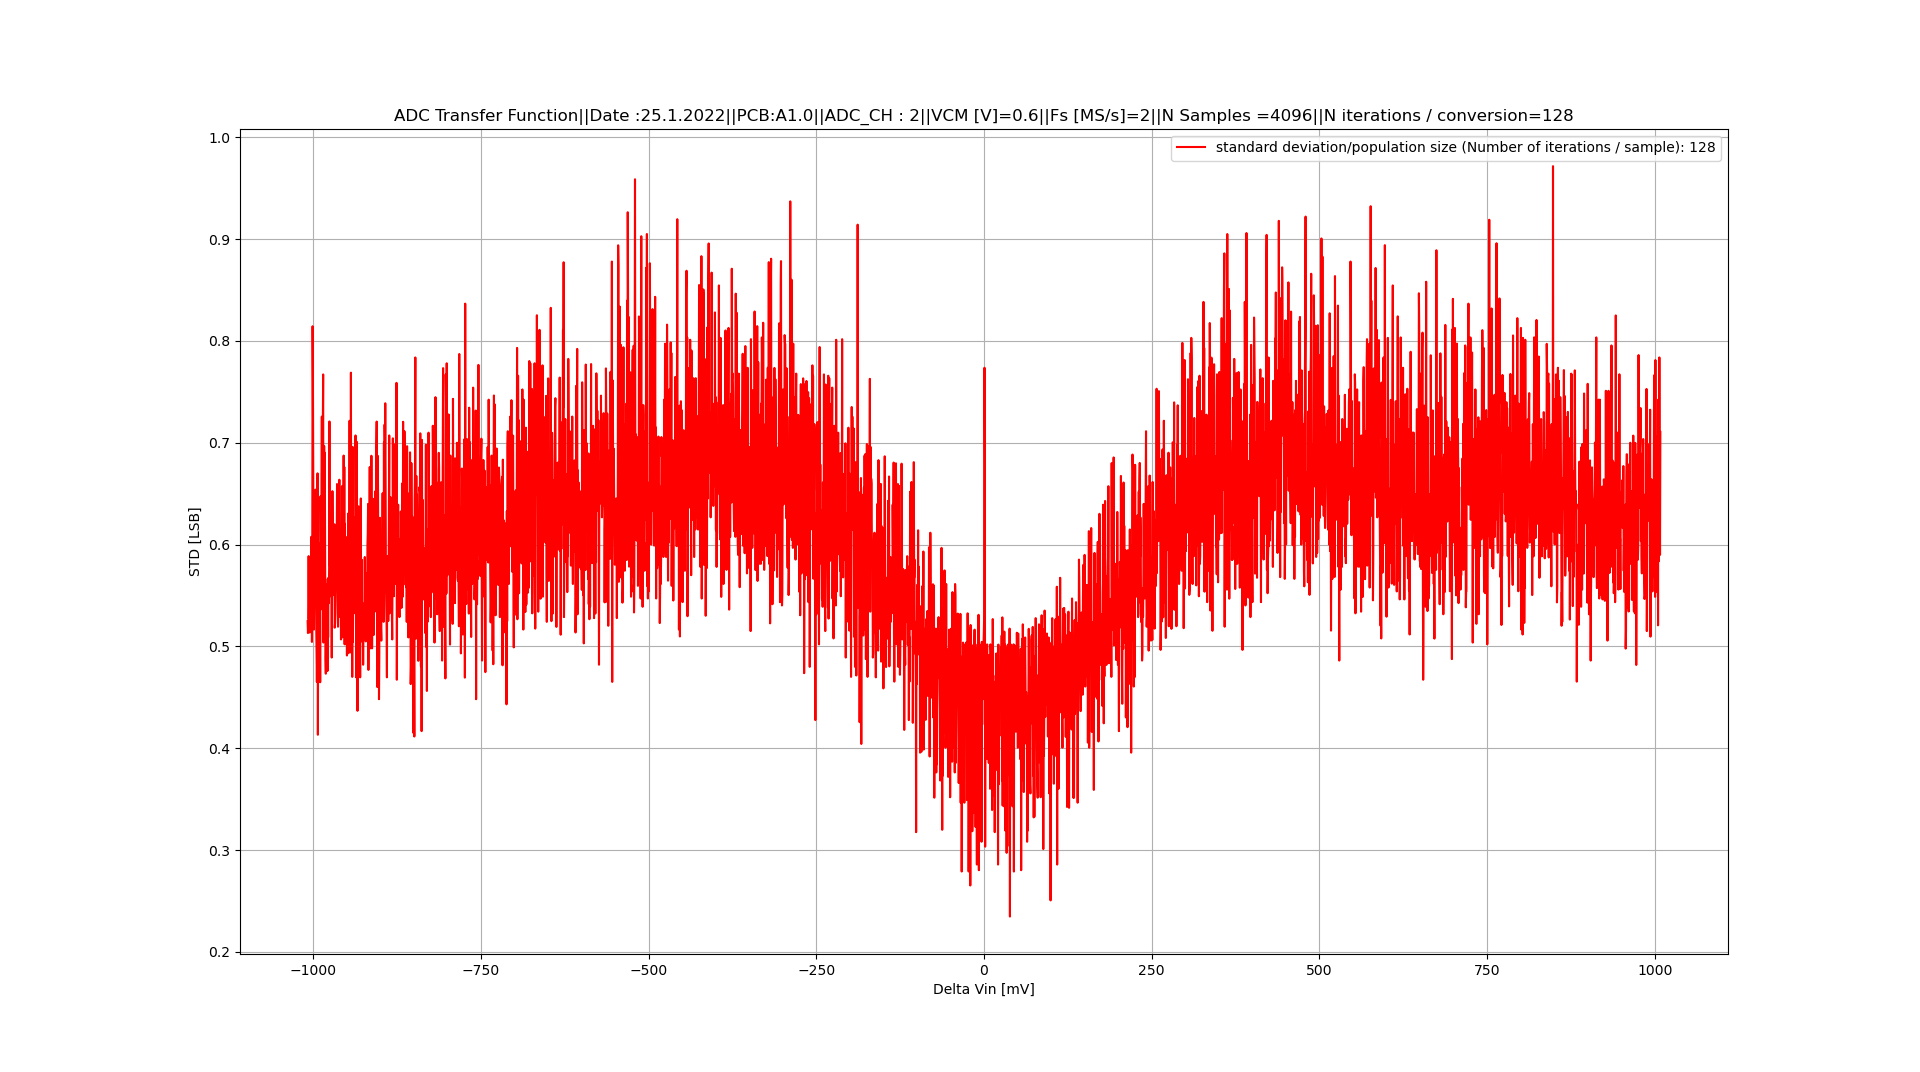 ADC Transfer Function||Date :25.1.2022||PCB:A1.0||ADC_CH : 2||VCM [V]=0.6||Fs [MS/s]=2||N Samples =4096||N iterations / conversion=128
standard deviation/population size (Number of iterations / sample): 128
STD [LSB]
1.0
0.9
0.8
0.7
0.6
0.5
0.4
0.3
0.2
−1000 −750 −500 −250 0 250 500 750 1000
Delta Vin [mV]